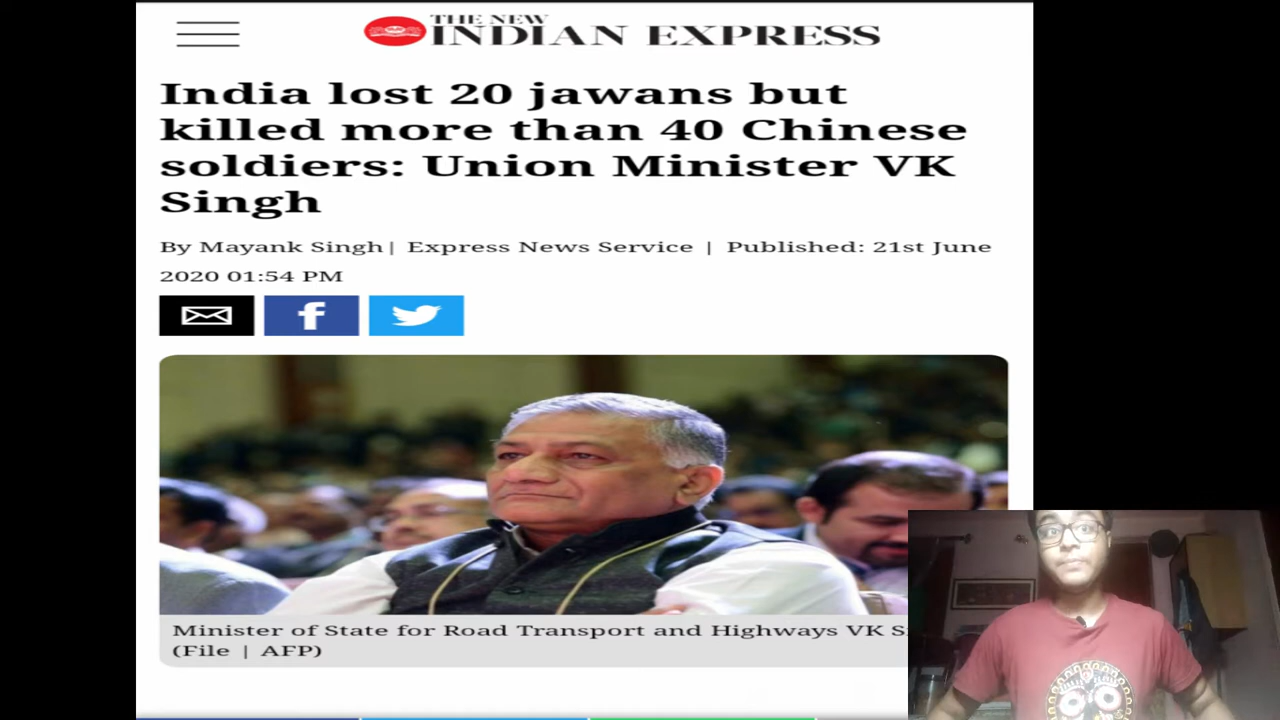 THE NEW
INDIAN EXPRESS
India lost 20 jawans but
killed more than 40 Chinese
soldiers: Union Minister VK
Singh
By Mayank Singh| Express News Service | Published: 21st June
2020 01:54 PM
f
Minister of State for Road Transport and Highways VK
(File | AFP)